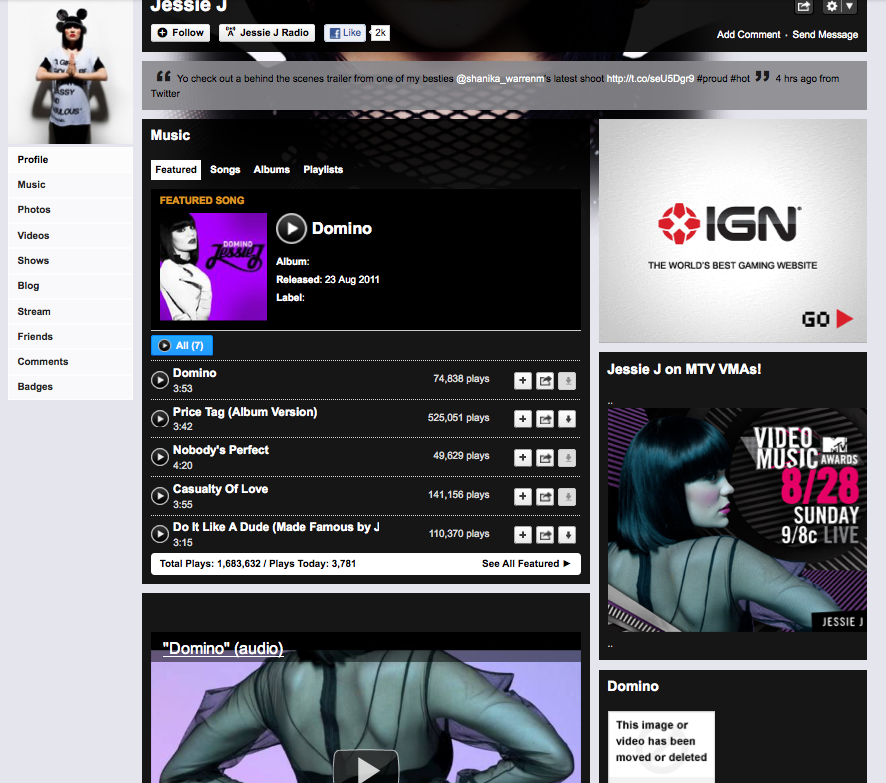 Jessie J
Follow
Jessie J Radio
Like
2k
Add Comment · Send Message
“ Yo check out a behind the scenes trailer from one of my besties @shanika_warrenm's latest shoot http://t.co/seU5Dgr9 #proud #hot ” 4 hrs ago from
Twitter
Profile
Music
Photos
Videos
Shows
Blog
Stream
Friends
Comments
Badges
Music
Featured Songs Albums Playlists
FEATURED SONG
DOMINO
Jessie J
Domino
Album:
Released: 23 Aug 2011
Label:
All (7)
Domino
3:53
74,838 plays
Price Tag (Album Version)
3:42
525,051 plays
Nobody's Perfect
4:20
49,629 plays
Casualty Of Love
3:55
141,156 plays
Do It Like A Dude (Made Famous by J
3:15
110,370 plays
Total Plays: 1,683,632 / Plays Today: 3,781
See All Featured
"Domino" (audio)
IGN
THE WORLD'S BEST GAMING WEBSITE
GO
Jessie J on MTV VMAs!
..
VIDEO
MUSIC
MTV
AWARDS
8/28
SUNDAY
9/8c LIVE
JESSIE J
..
Domino
This image or
video has been
moved or deleted